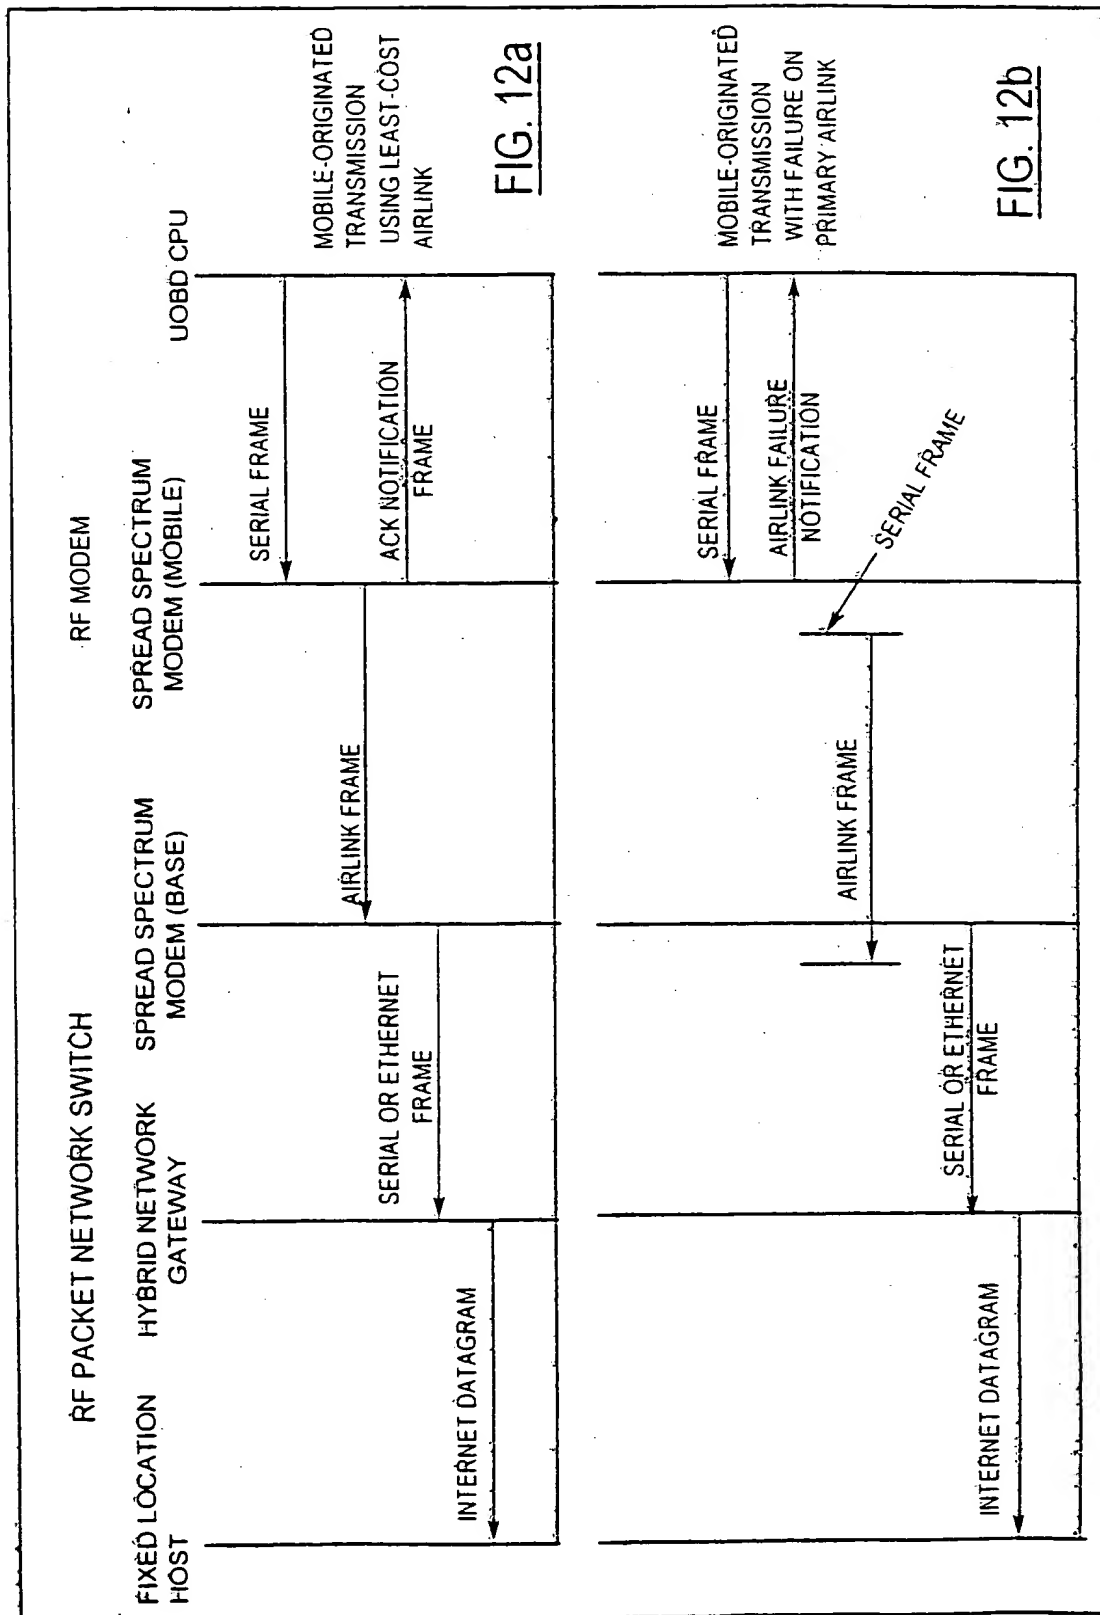 RF PACKET NETWORK SWITCH
RF MODEM
FIXED LOCATION
HOST
HYBRID NETWORK
GATEWAY
SPREAD SPECTRUM
MODEM (BASE)
SPREAD SPECTRUM
MODEM (MOBILE)
UOBD CPU
SERIAL FRAME
AIRLINK FRAME
ACK NOTIFICATION
FRAME
SERIAL OR ETHERNET
FRAME
INTERNET DATAGRAM
MOBILE-ORIGINATED
TRANSMISSION
USING LEAST-COST
AIRLINK
FIG. 12a
SERIAL FRAME
AIRLINK FAILURE
NOTIFICATION
SERIAL FRAME
AIRLINK FRAME
SERIAL OR ETHERNET
FRAME
INTERNET DATAGRAM
MOBILE-ORIGINATED
TRANSMISSION
WITH FAILURE ON
PRIMARY AIRLINK
FIG. 12b